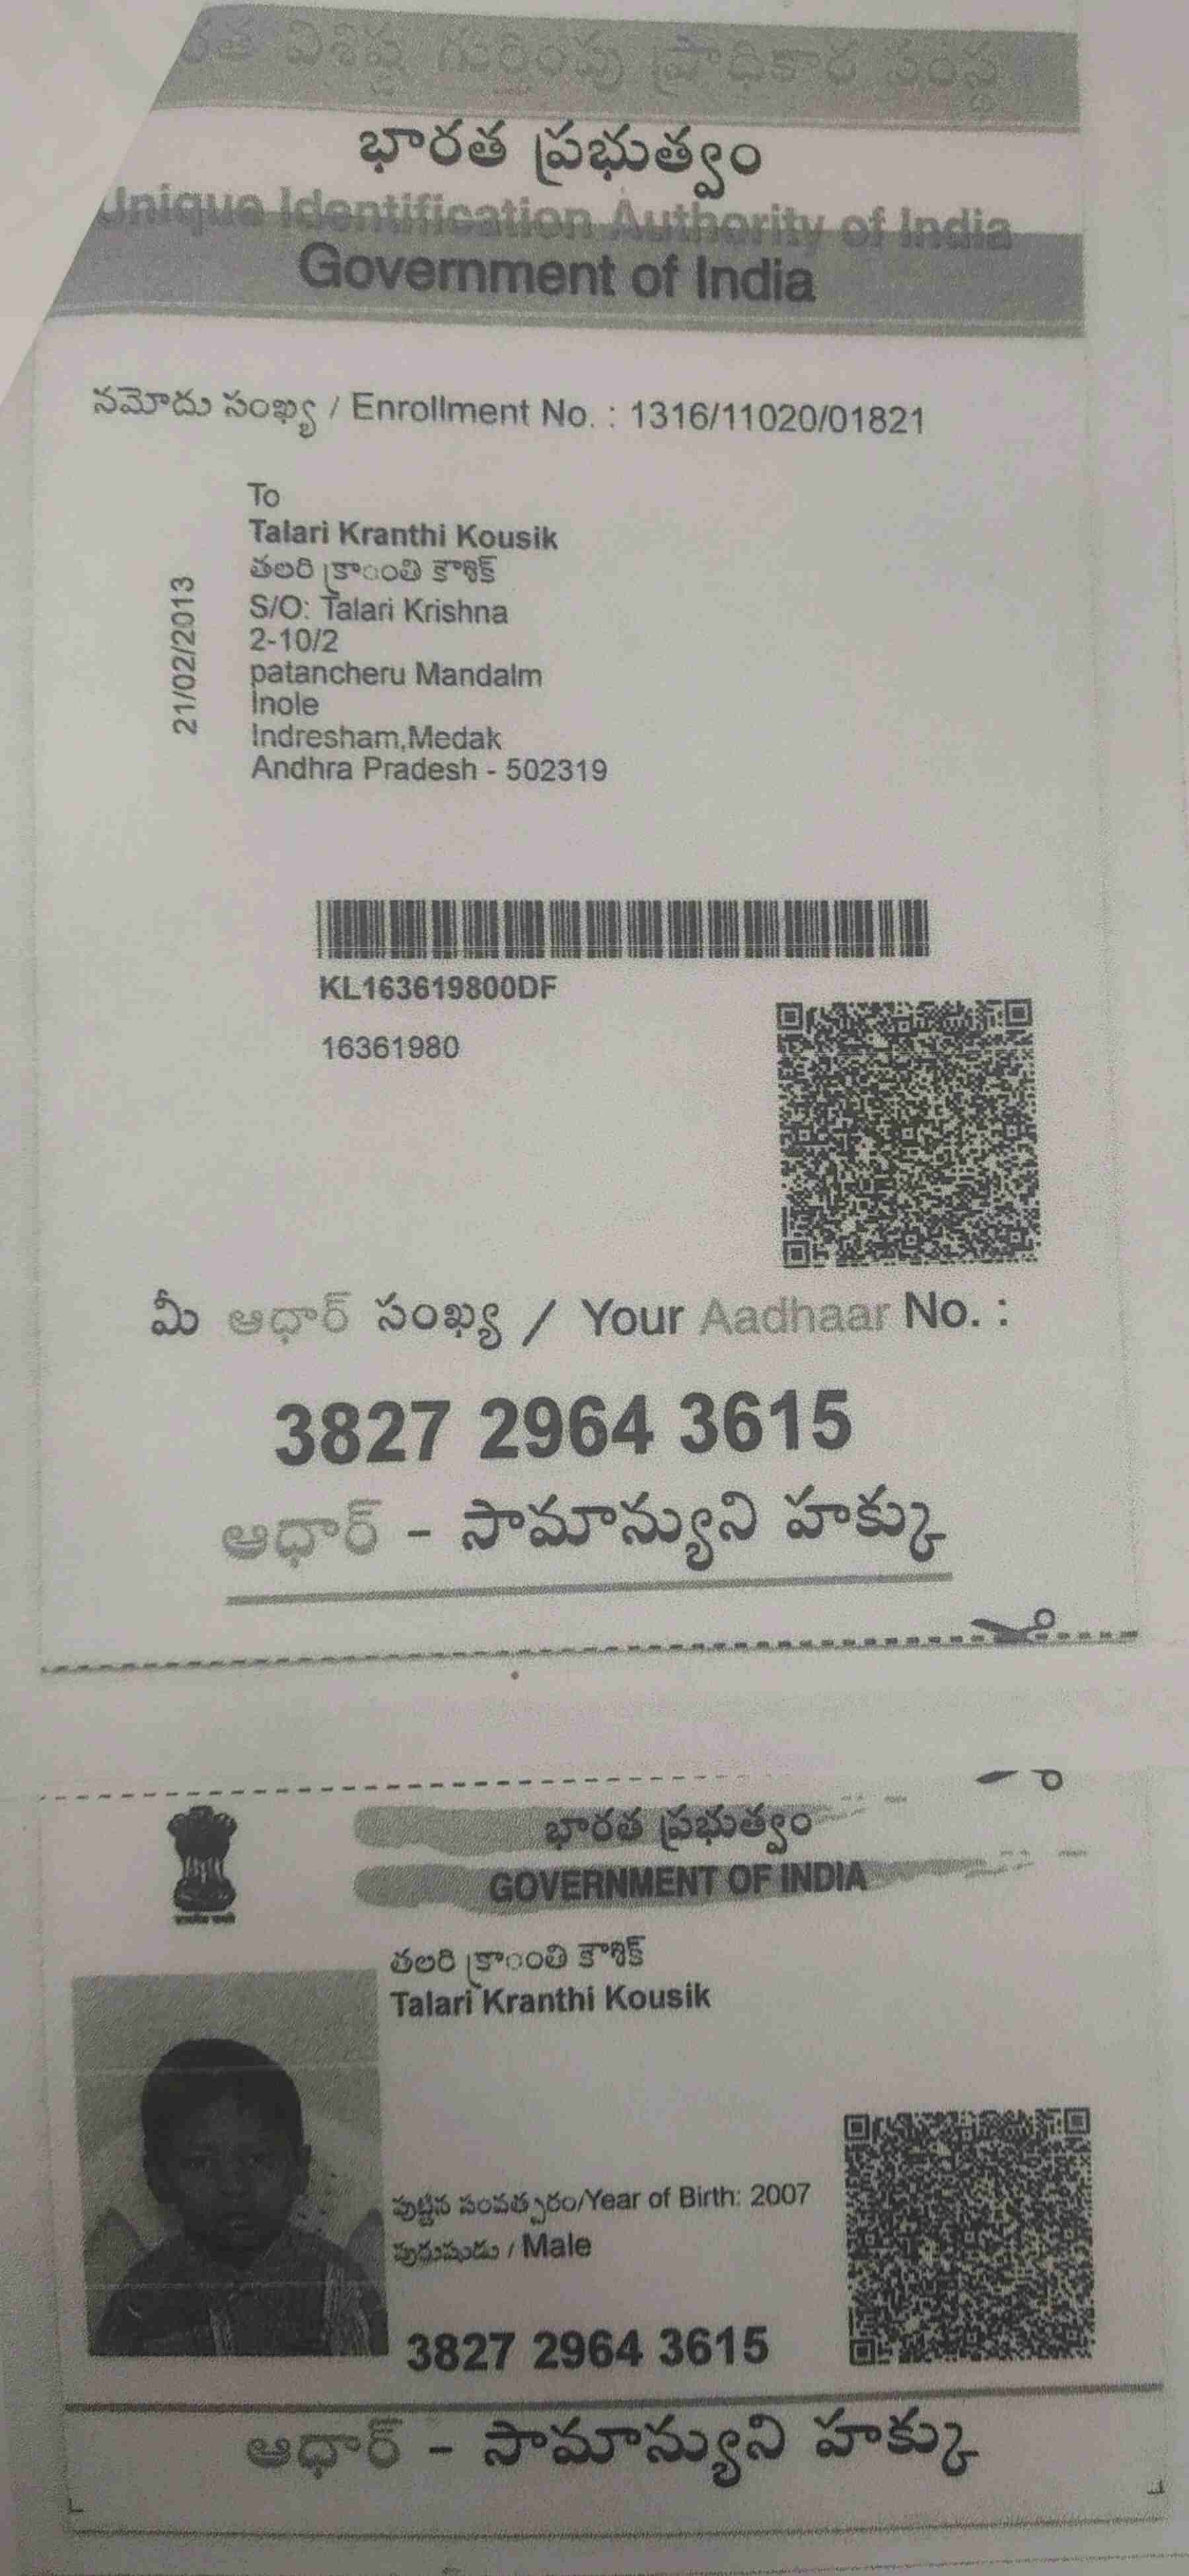 భారత విశిష్ట గుర్తింపు ప్రాధికార సంస్థ
భారత ప్రభుత్వం
Unique Identification Authority of India
Government of India
నమోదు సంఖ్య / Enrollment No. : 1316/11020/01821
To
Talari Kranthi Kousik
తలరి క్రాంతి కౌశిక్
S/O: Talari Krishna
2-10/2
patancheru Mandalm
Inole
Indresham,Medak
Andhra Pradesh - 502319
21/02/2013
KL163619800DF
16361980
మీ ఆధార్ సంఖ్య / Your Aadhaar No. :
3827 2964 3615
ఆధార్ - సామాన్యుని హక్కు
భారత ప్రభుత్వం
GOVERNMENT OF INDIA
తలరి క్రాంతి కౌశిక్
Talari Kranthi Kousik
పుట్టిన సంవత్సరం/Year of Birth: 2007
పురుషుడు / Male
3827 2964 3615
ఆధార్ - సామాన్యుని హక్కు